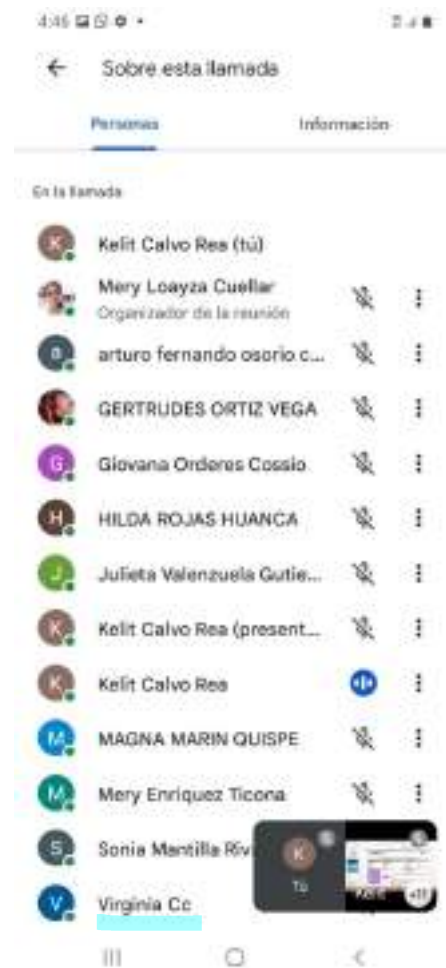 4:46
Sobre esta llamada
Personas Información
En la llamada
K Kelit Calvo Rea (tú)
Mery Loayza Cuellar
Organizador de la reunión
a arturo fernando osorio c...
GERTRUDES ORTIZ VEGA
G Giovana Orderes Cossio
H HILDA ROJAS HUANCA
J Julieta Valenzuela Gutie...
K Kelit Calvo Rea (present...
K Kelit Calvo Rea
M MAGNA MARIN QUISPE
M Mery Enriquez Ticona
S Sonia Mantilla Riv
K
Tú
+11
V Virginia Cc